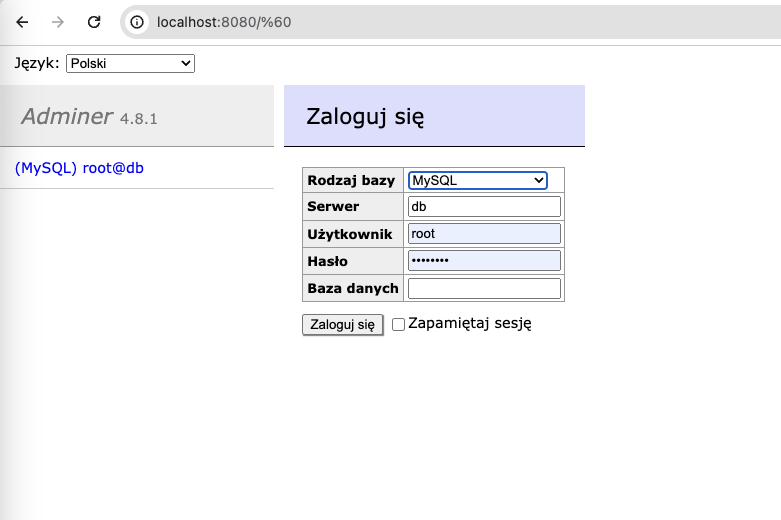 localhost:8080/%60
Język: Polski
Adminer 4.8.1
(MySQL) root@db
Zaloguj się
Rodzaj bazy MySQL
Serwer db
Użytkownik root
Hasło ••••••••
Baza danych
Zaloguj się Zapamiętaj sesję